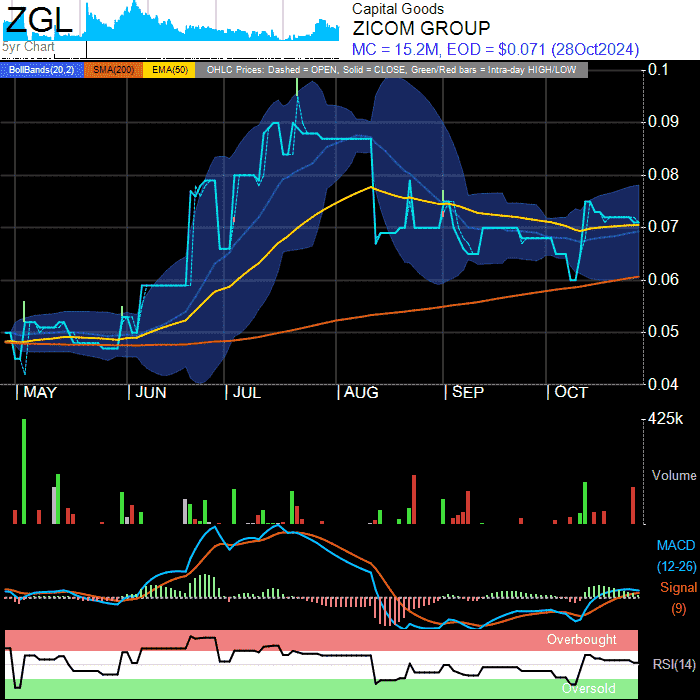 ZGL
5yr Chart
Capital Goods
ZICOM GROUP
MC = 15.2M, EOD = $0.071 (28Oct2024)
BollBands(20,2) SMA(200) EMA(50) OHLC Prices: Dashed = OPEN, Solid = CLOSE, Green/Red bars = Intra-day HIGH/LOW
0.1
0.09
0.08
0.07
0.06
0.05
0.04
MAY JUN JUL AUG SEP OCT
425k
Volume
MACD
(12-26)
Signal
(9)
Overbought
RSI(14)
Oversold